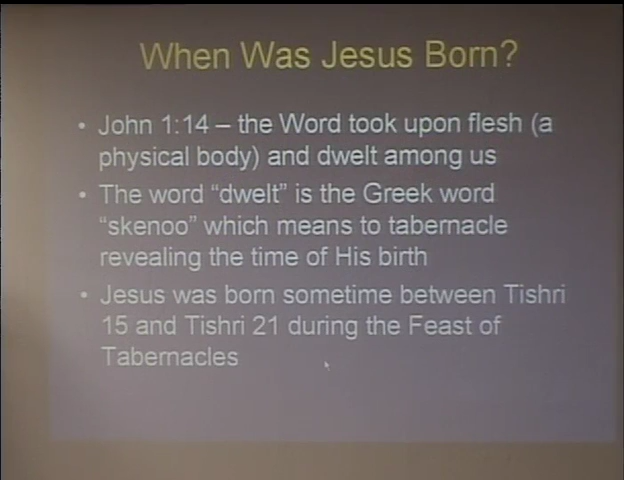 When Was Jesus Born?
• John 1:14 – the Word took upon flesh (a
physical body) and dwelt among us
• The word "dwelt" is the Greek word
"skenoo" which means to tabernacle
revealing the time of His birth
• Jesus was born sometime between Tishri
15 and Tishri 21 during the Feast of
Tabernacles